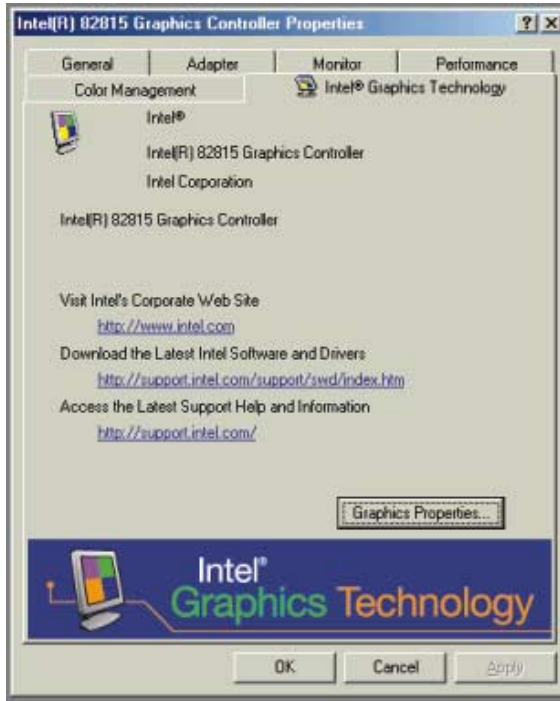 Intel(R) 82815 Graphics Controller Properties
General Adapter Monitor Performance
Color Management Intel® Graphics Technology
Intel®
Intel(R) 82815 Graphics Controller
Intel Corporation
Intel(R) 82815 Graphics Controller
Visit Intel's Corporate Web Site
http://www.intel.com
Download the Latest Intel Software and Drivers
http://support.intel.com/support/swd/index.htm
Access the Latest Support Help and Information
http://support.intel.com/
Graphics Properties...
Intel®
Graphics Technology
OK Cancel Apply